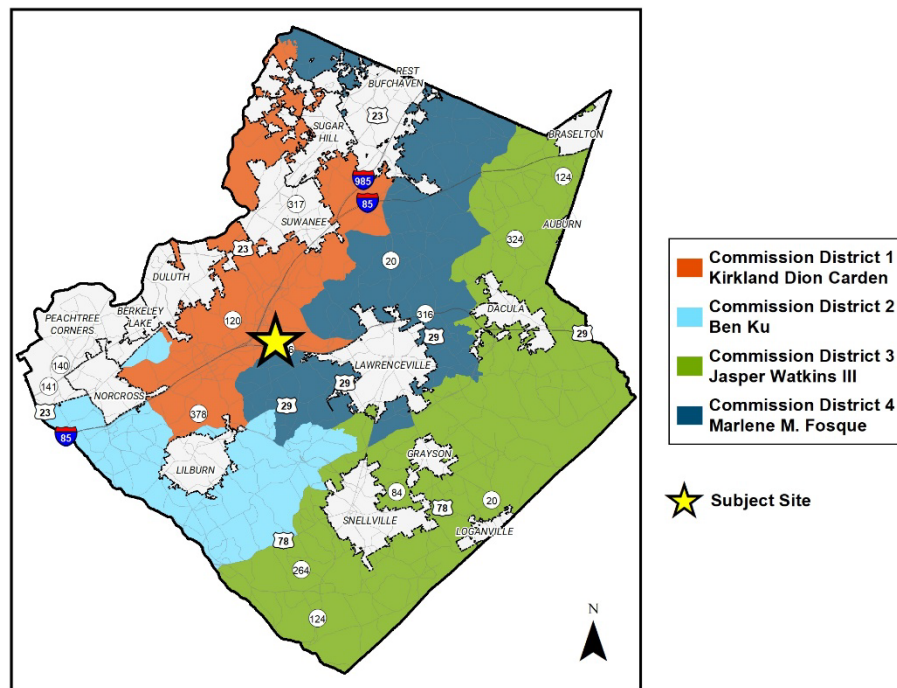 REST
BUFCHAVEN
23
SUGAR
HILL
BRASELTON
985
124
85
317
SUWANEE
AUBURN
324
23
20
DULUTH
DACULA
PEACHTREE
CORNERS
BERKELEY
LAKE
120
316
29
29
140
LAWRENCEVILLE
141
29
NORCROSS
23
29
378
85
GRAYSON
LILBURN
84
20
78
SNELLVILLE
LOGANVILLE
78
264
124
N
Commission District 1
Kirkland Dion Carden
Commission District 2
Ben Ku
Commission District 3
Jasper Watkins III
Commission District 4
Marlene M. Fosque
Subject Site